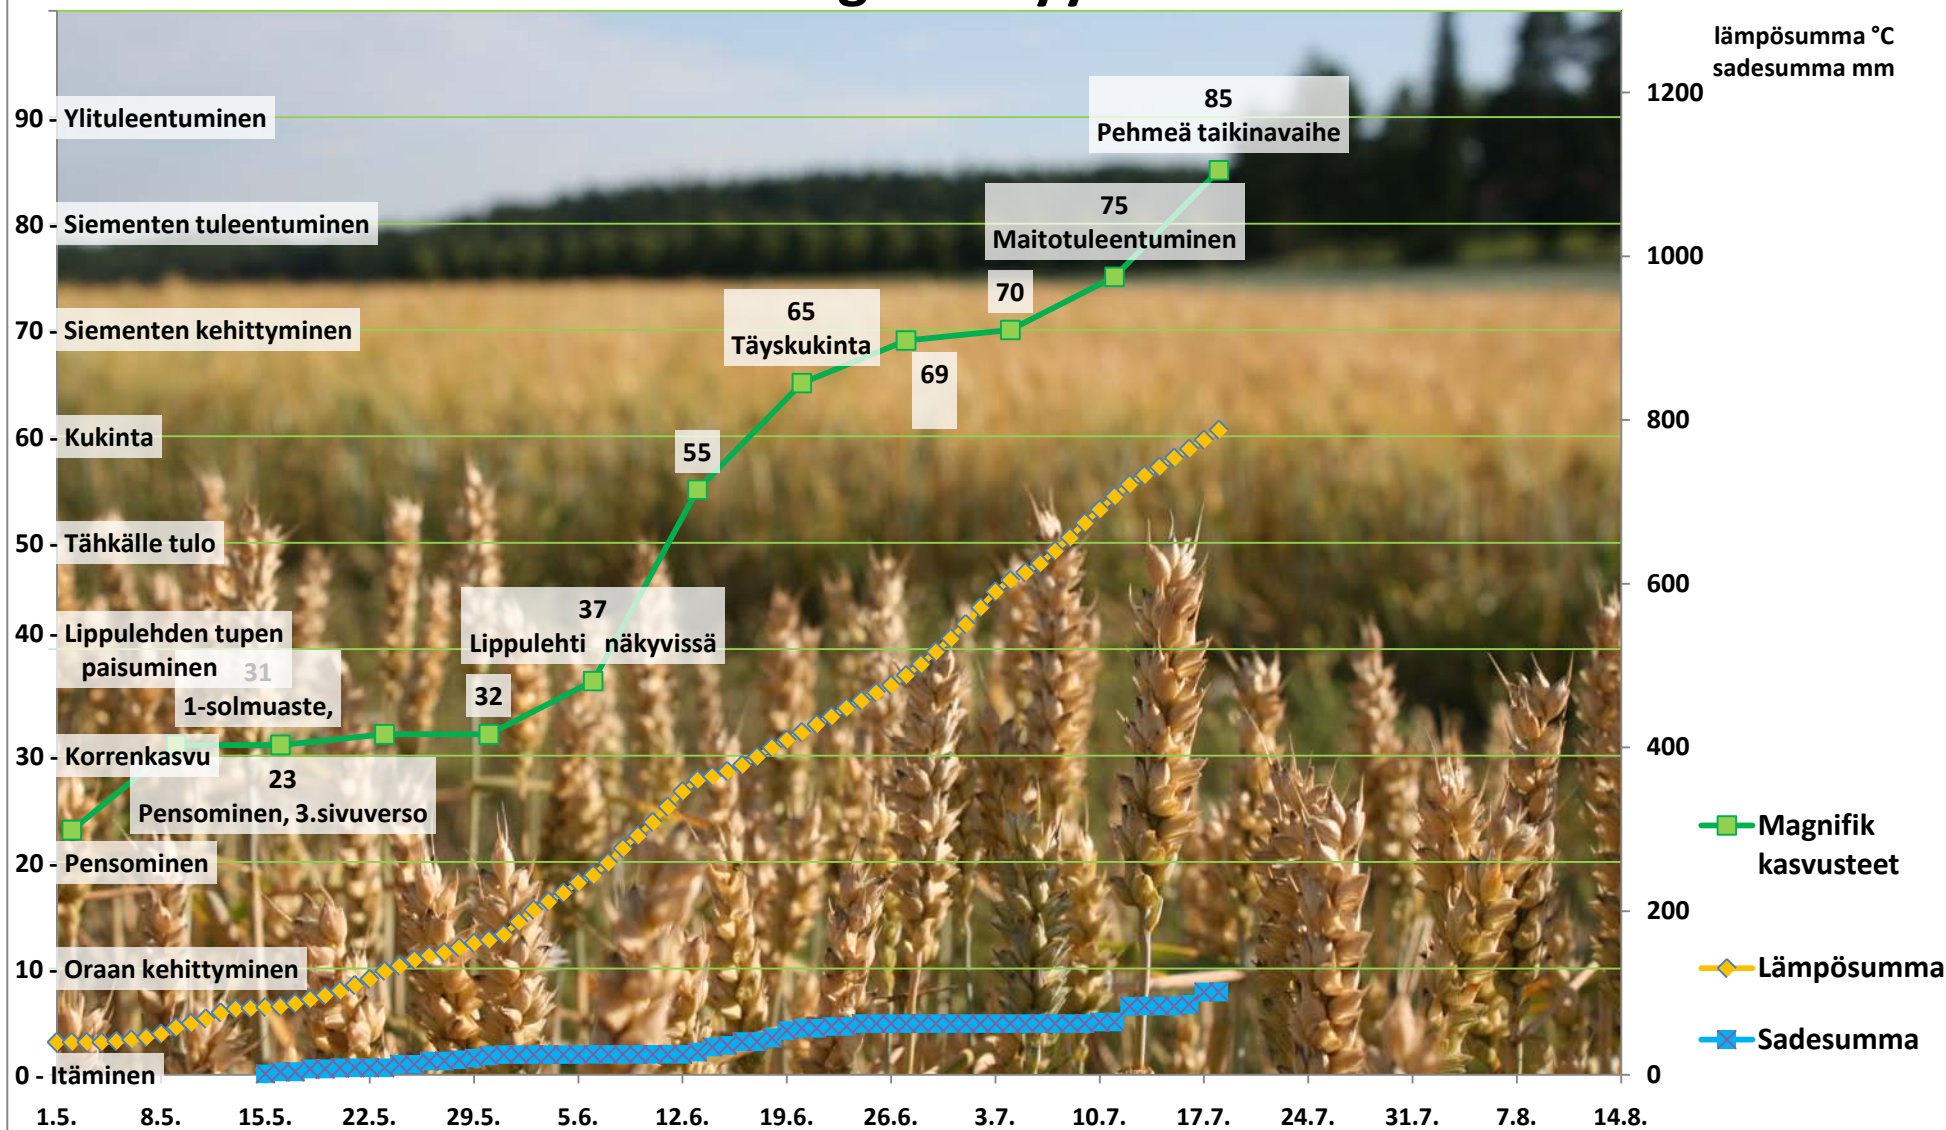 lämpösumma °C
sadesumma mm
1200
1000
800
600
400
200
0
90 - Ylituleentuminen
80 - Siementen tuleentuminen
70 - Siementen kehittyminen
60 - Kukinta
50 - Tähkälle tulo
40 - Lippulehden tupen
paisuminen
30 - Korrenkasvu
20 - Pensominen
10 - Oraan kehittyminen
0 - Itäminen
85
Pehmeä taikinavaihe
75
Maitotuleentuminen
70
69
65
Täyskukinta
55
37
Lippulehti näkyvissä
32
31
1-solmuaste,
23
Pensominen, 3.sivuverso
Magnifik
kasvusteet
Lämpösumma
Sadesumma
1.5. 8.5. 15.5. 22.5. 29.5. 5.6. 12.6. 19.6. 26.6. 3.7. 10.7. 17.7. 24.7. 31.7. 7.8. 14.8.